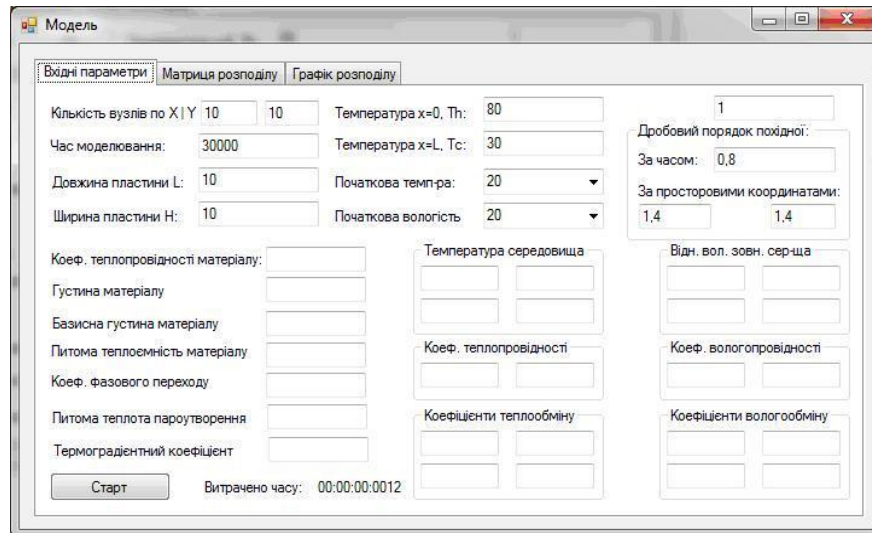 Модель
Вхідні параметри Матриця розподілу Графік розподілу
Кількість вузлів по X | Y 10 10 Температура x=0, Th: 80 1
Дробовий порядок похідної:
Час моделювання: 30000 Температура x=L, Tc: 30
За часом: 0,8
Довжина пластини L: 10 Початкова темп-ра: 20
За просторовими координатами:
Ширина пластини H: 10 Початкова вологість 20 1,4 1,4
Температура середовища Відн. вол. зовн. сер-ща
Коеф. теплопровідності матеріалу:
Густина матеріалу
Базисна густина матеріалу
Питома теплоємність матеріалу Коеф. теплопровідності Коеф. вологопровідності
Коеф. фазового переходу
Питома теплота пароутворення Коефіцієнти теплообміну Коефіцієнти вологообміну
Термоградієнтний коефіцієнт
Старт Витрачено часу: 00:00:00:0012